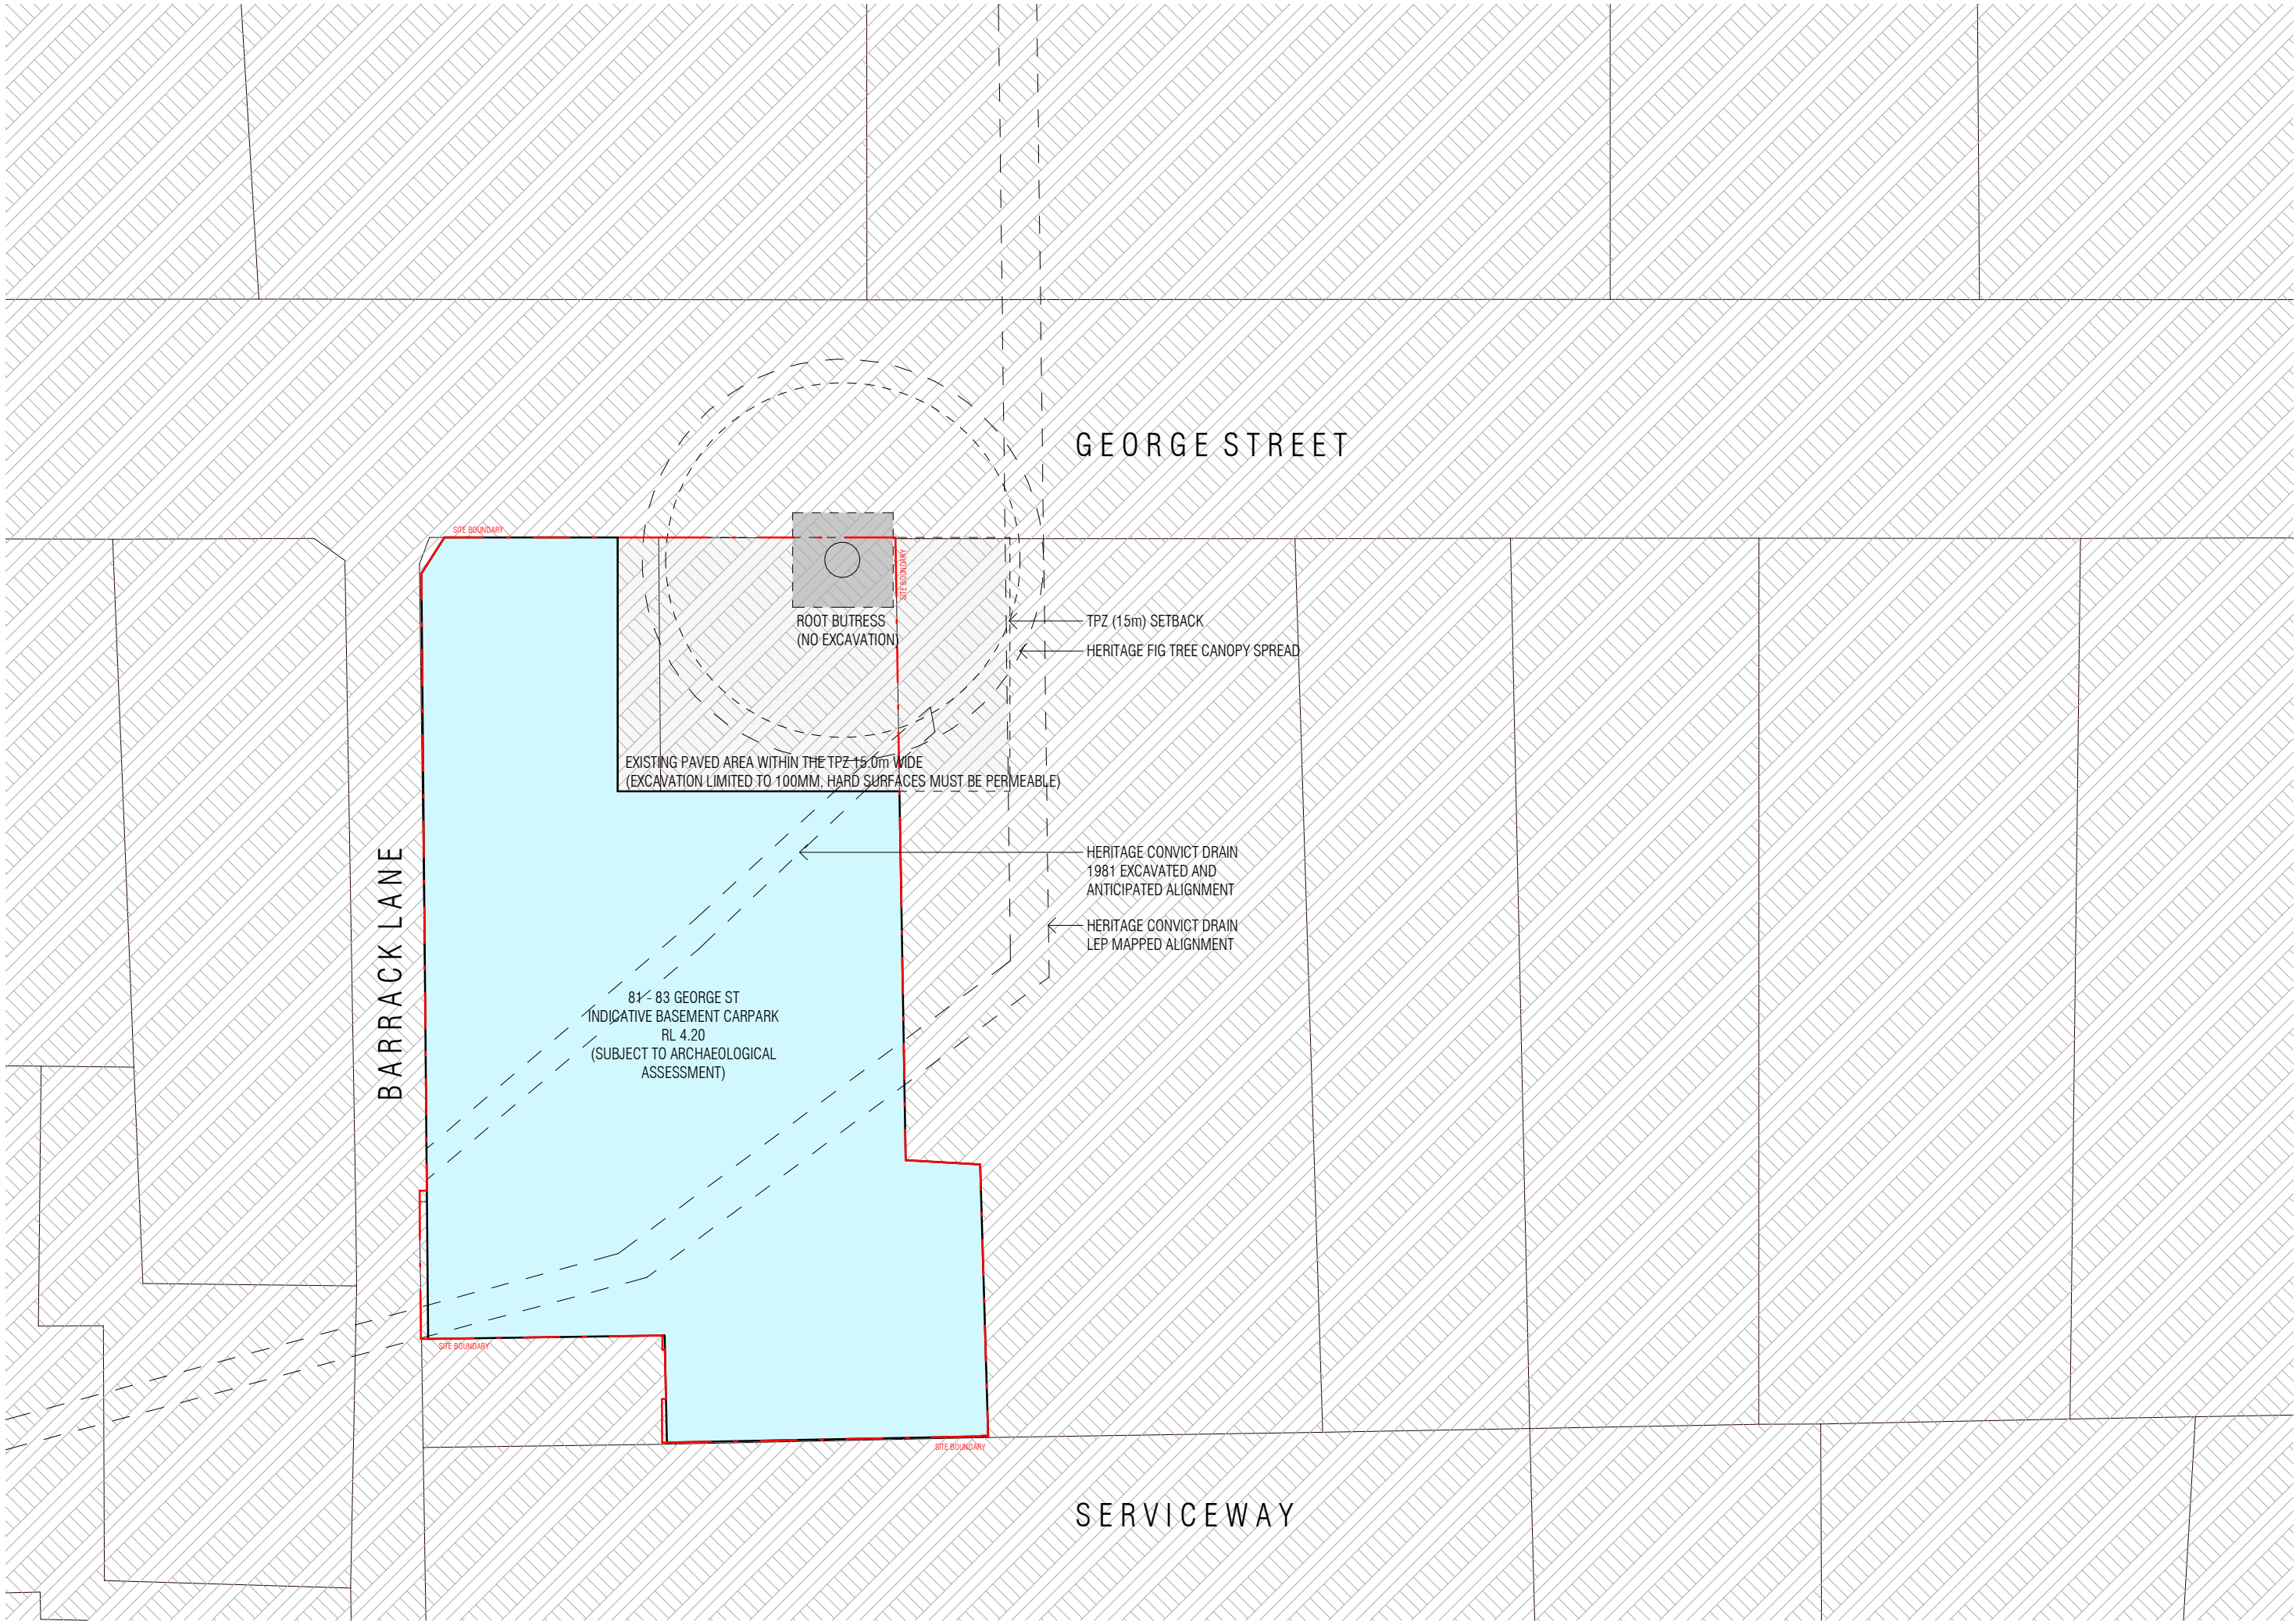 GEORGE STREET
SITE BOUNDARY
SITE BOUNDARY
ROOT BUTRESS
(NO EXCAVATION)
TPZ (15m) SETBACK
HERITAGE FIG TREE CANOPY SPREAD
EXISTING PAVED AREA WITHIN THE TPZ 15.0m WIDE
(EXCAVATION LIMITED TO 100MM, HARD SURFACES MUST BE PERMEABLE)
BARRACK LANE
HERITAGE CONVICT DRAIN
1981 EXCAVATED AND
ANTICIPATED ALIGNMENT
HERITAGE CONVICT DRAIN
LEP MAPPED ALIGNMENT
81 - 83 GEORGE ST
INDICATIVE BASEMENT CARPARK
RL 4.20
(SUBJECT TO ARCHAEOLOGICAL
ASSESSMENT)
SITE BOUNDARY
SITE BOUNDARY
SERVICEWAY